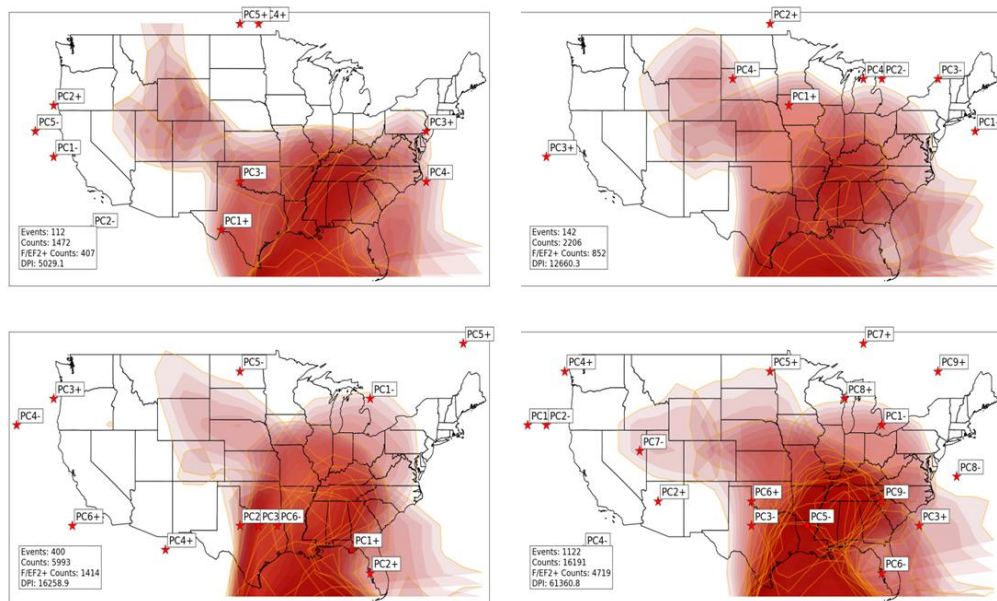 PC5+
C4+
PC2+
PC5-
PC1-
PC3+
PC3-
PC4-
PC1+
PC2-
Events: 112
Counts: 1472
F/EF2+ Counts: 407
DPI: 5029.1
PC2+
PC4-
PC4
PC2-
PC3-
PC1+
PC1
PC3+
Events: 142
Counts: 2206
F/EF2+ Counts: 852
DPI: 12660.3
PC5+
PC5-
PC3+
PC1-
PC4-
PC2
PC3
PC6-
PC6+
PC4+
PC1+
PC2+
Events: 400
Counts: 5993
F/EF2+ Counts: 1414
DPI: 16258.9
PC7+
PC4+
PC5+
PC9+
PC8+
PC1
PC2-
PC1-
PC7-
PC8-
PC2+
PC6+
PC9-
PC3-
PC5-
PC3+
PC4-
PC6-
Events: 1122
Counts: 16191
F/EF2+ Counts: 4719
DPI: 61360.8